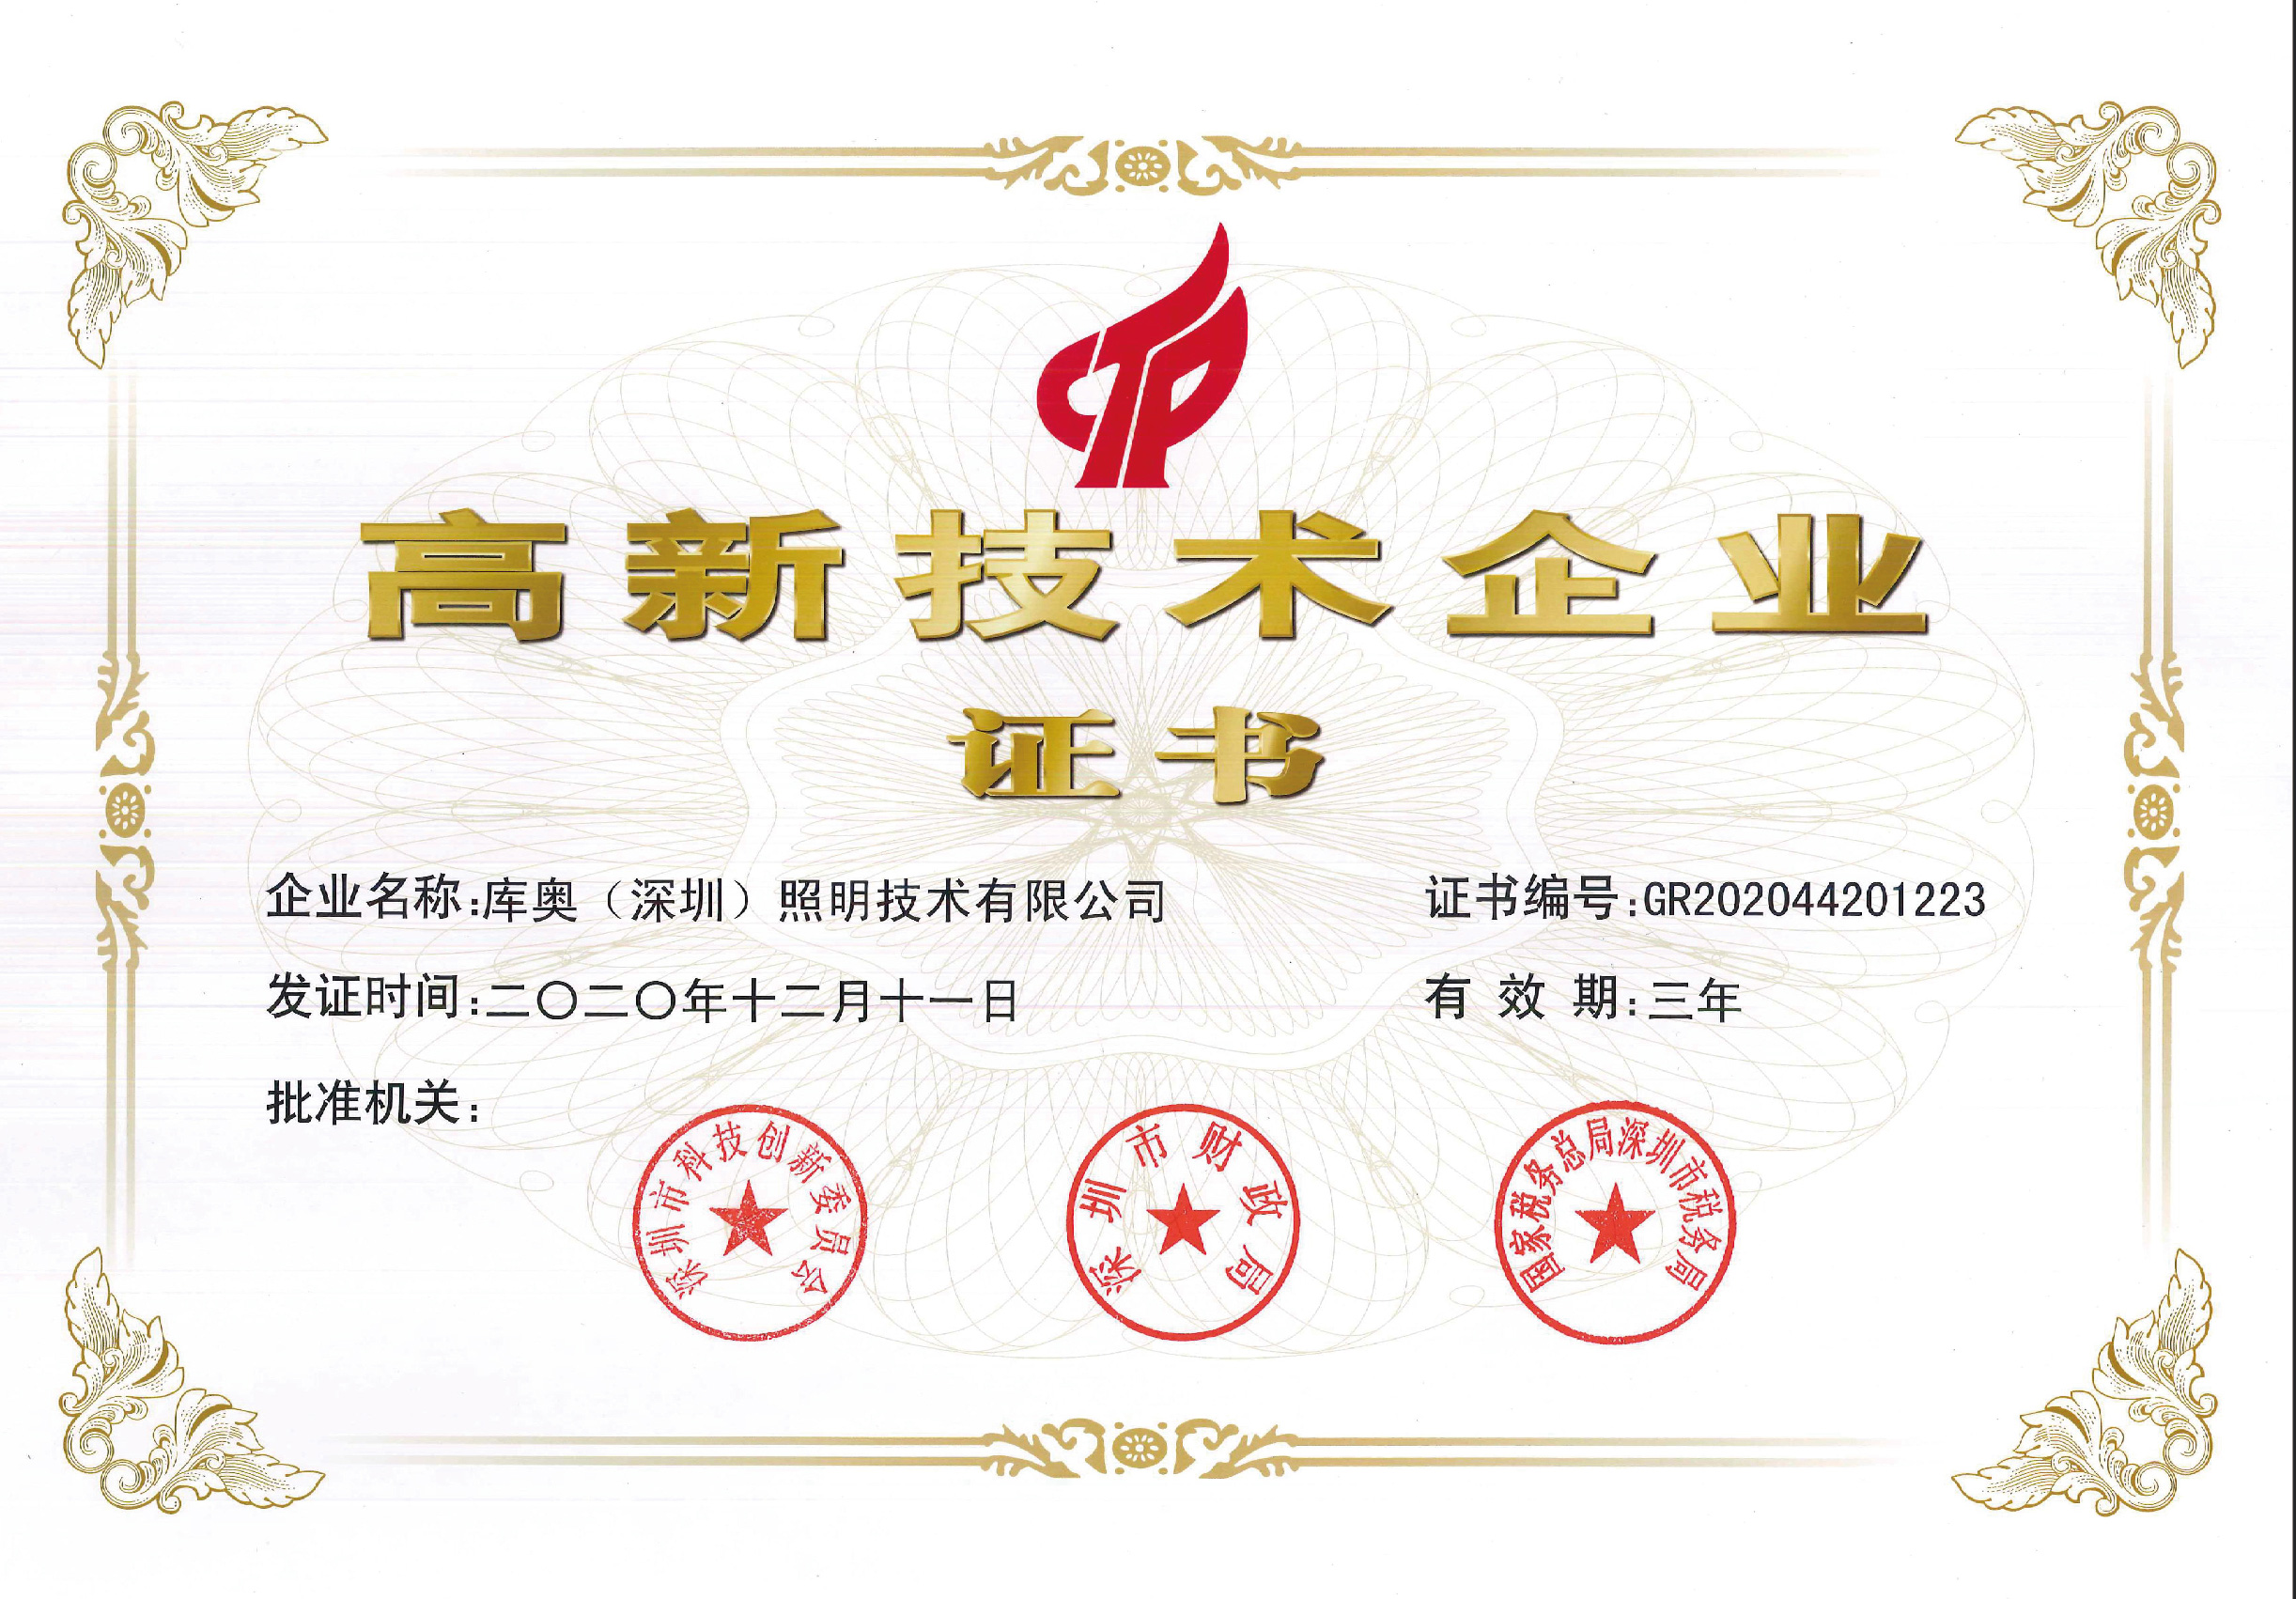 高新技术企业
证书
企业名称:库奥（深圳）照明技术有限公司
证书编号:GR202044201223
发证时间:二〇二〇年十二月十一日
有 效 期:三年
批准机关:
深圳市科技创新委员会
深圳市财政局
国家税务总局深圳市税务局